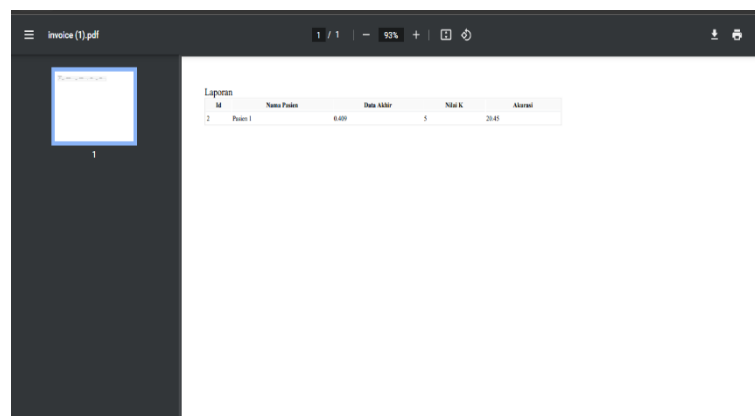 invoice (1).pdf 1 / 1 93%
1
Laporan
Id Nama Pasien Data Akhir Nilai K Akurasi
2 Pasien 1 0.409 5 20.45